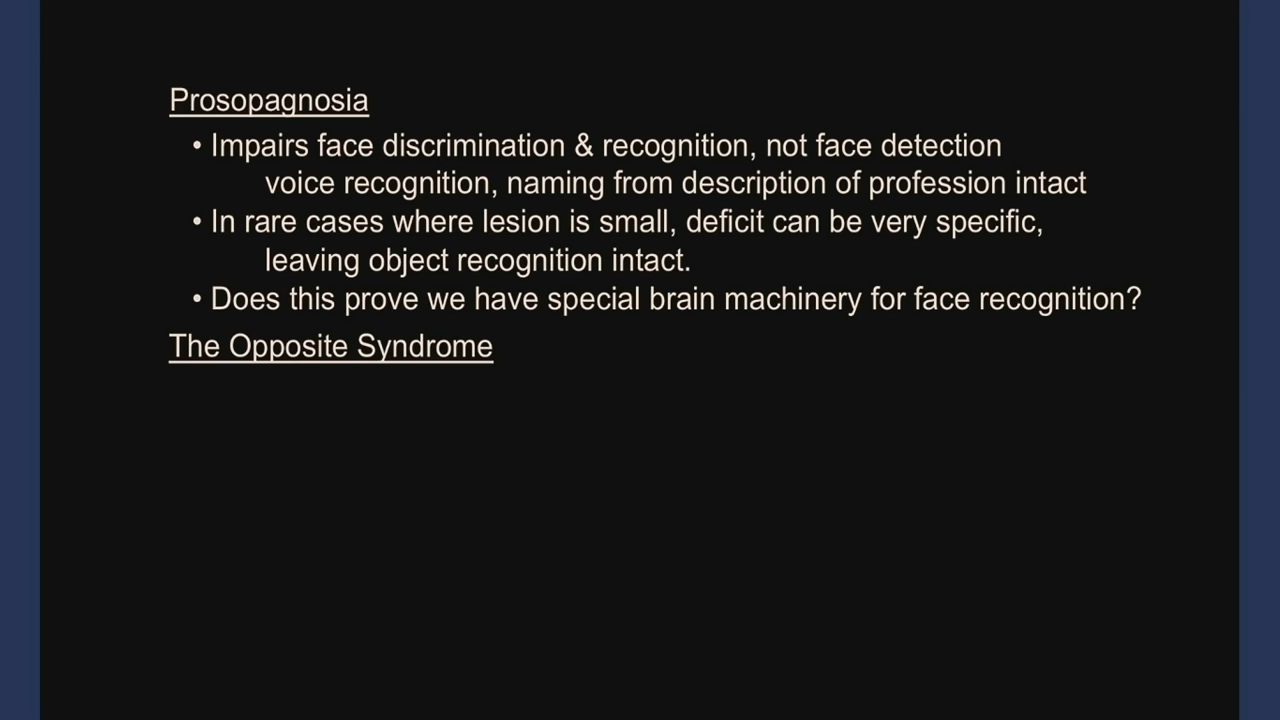 Prosopagnosia
• Impairs face discrimination & recognition, not face detection
voice recognition, naming from description of profession intact
• In rare cases where lesion is small, deficit can be very specific,
leaving object recognition intact.
• Does this prove we have special brain machinery for face recognition?
The Opposite Syndrome